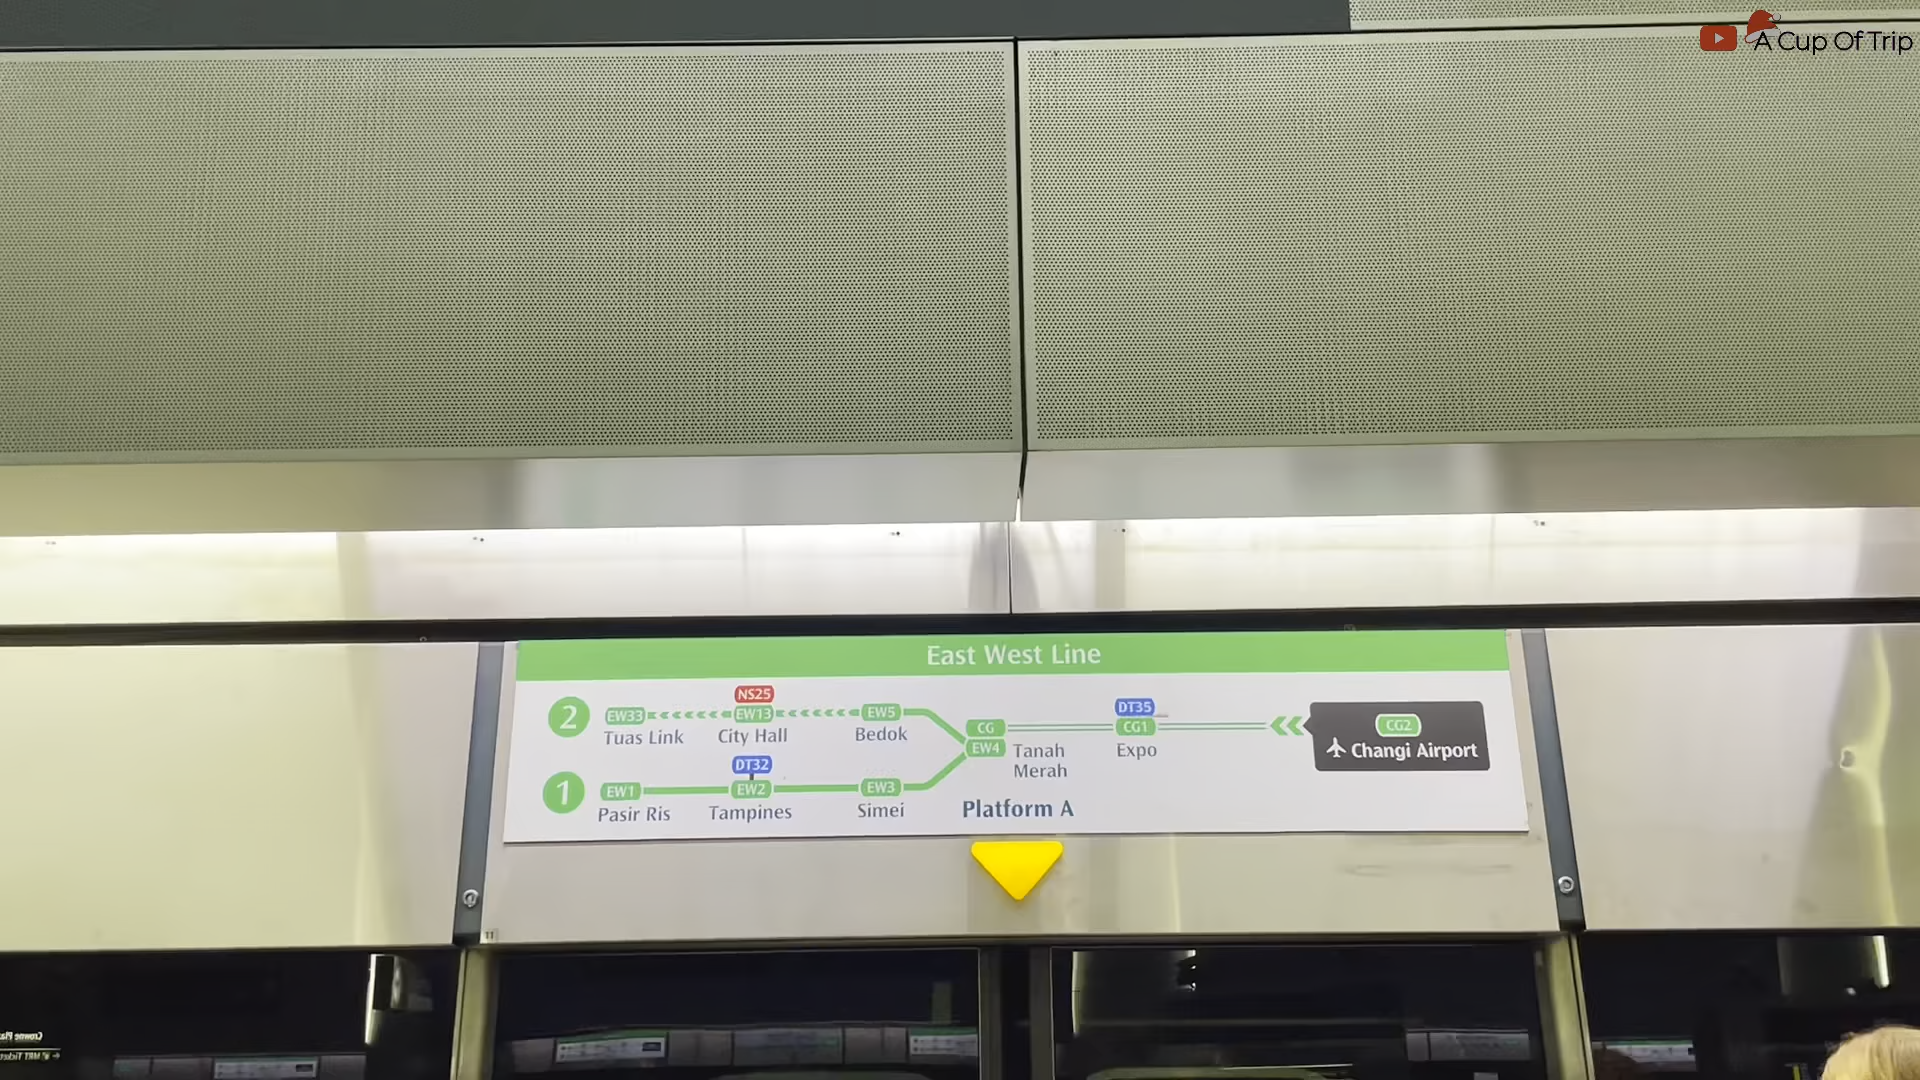 A Cup Of Trip
East West Line
2
NS25
EW33 EW13 EW5
Tuas Link City Hall Bedok
DT35
CG CG1 CG2
EW4 Tanah Merah Expo Changi Airport
DT32
1 EW1 EW2 EW3
Pasir Ris Tampines Simei
Platform A
11